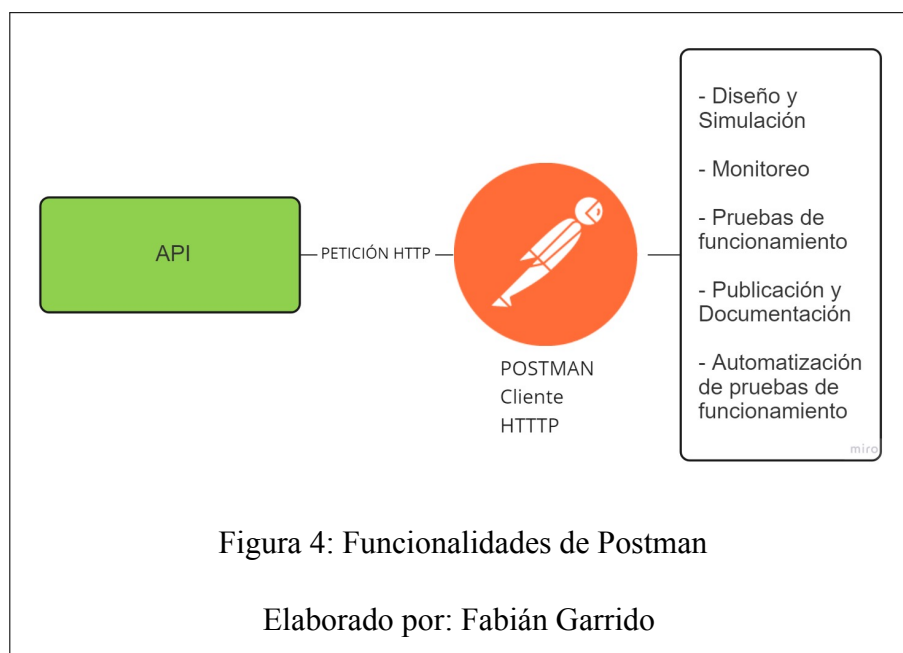 API
PETICIÓN HTTP
POSTMAN
Cliente
HTTTP
- Diseño y
Simulación
- Monitoreo
- Pruebas de
funcionamiento
- Publicación y
Documentación
- Automatización
de pruebas de
funcionamiento
miro
Figura 4: Funcionalidades de Postman
Elaborado por: Fabián Garrido